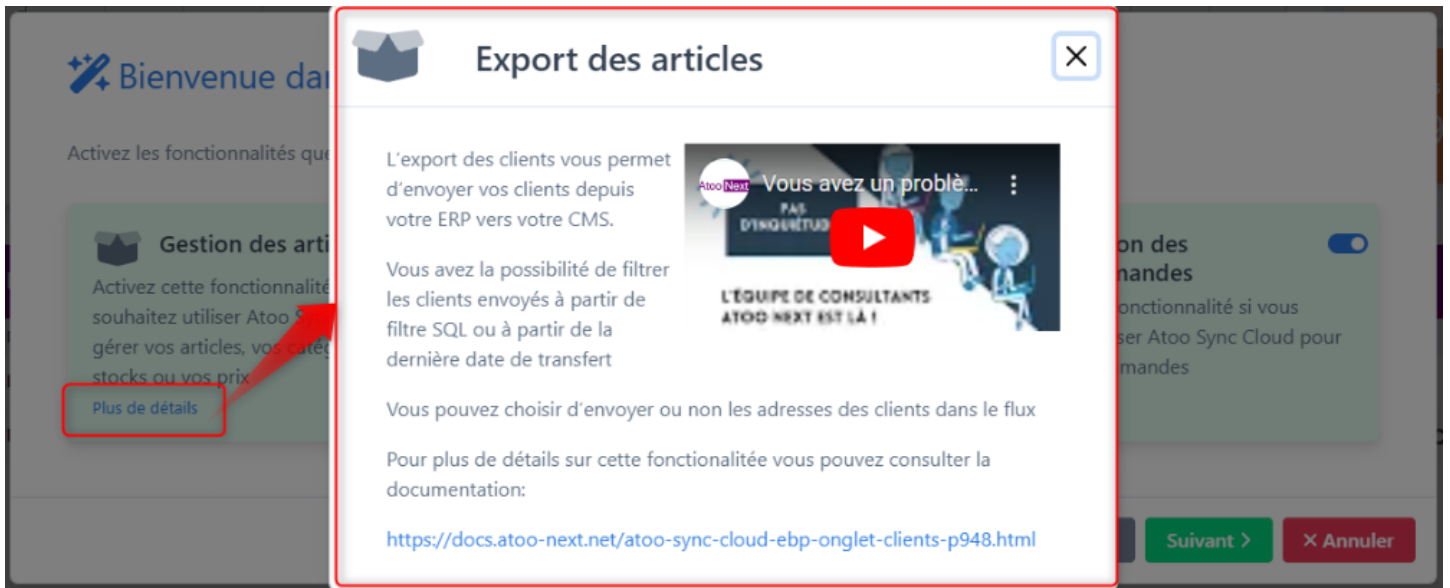 Bienvenue dan
Activez les fonctionnalités que
Gestion des arti
Activez cette fonctionnalité
souhaitez utiliser Atoo S
gérer vos articles, vos catég
stocks ou vos prix
Plus de détails
Export des articles
L'export des clients vous permet
d'envoyer vos clients depuis
votre ERP vers votre CMS.
Vous avez la possibilité de filtrer
les clients envoyés à partir de
filtre SQL ou à partir de la
dernière date de transfert
Atoo Next
Vous avez un problè...
PAS
D'INQUIÉTUD
L'ÉQUIPE DE CONSULTANTS
ATOO NEXT EST LÀ !
Vous pouvez choisir d'envoyer ou non les adresses des clients dans le flux
Pour plus de détails sur cette fonctionalitée vous pouvez consulter la
documentation:
https://docs.atoo-next.net/atoo-sync-cloud-ebp-onglet-clients-p948.html
on des
mandes
onctionnalité si vous
ser Atoo Sync Cloud pour
mandes
Suivant >
× Annuler